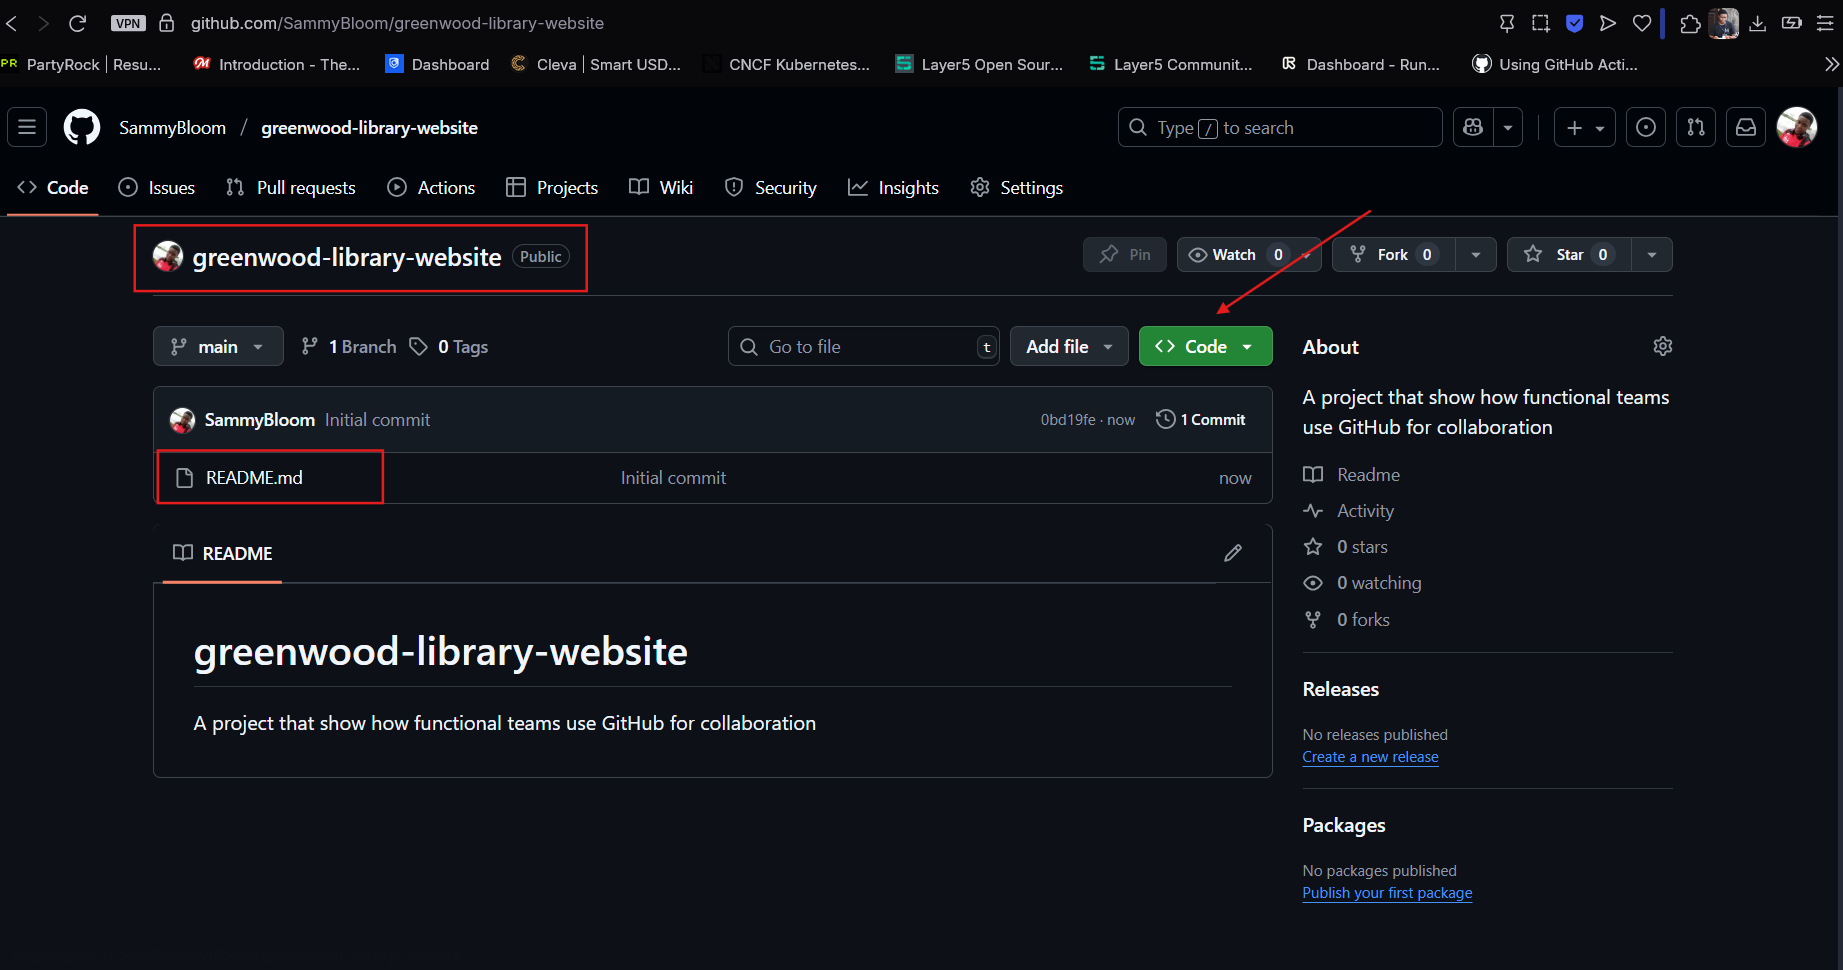 VPN github.com/SammyBloom/greenwood-library-website
PR PartyRock | Resu... Introduction - The... Dashboard Cleva | Smart USD... CNCF Kubernetes... Layer5 Open Sour... Layer5 Communit... Dashboard - Run... Using GitHub Acti...
SammyBloom / greenwood-library-website Type / to search
Code Issues Pull requests Actions Projects Wiki Security Insights Settings
greenwood-library-website Public Pin Watch 0 Fork 0 Star 0
main 1 Branch 0 Tags Go to file t Add file Code
SammyBloom Initial commit 0bd19fe · now 1 Commit
README.md Initial commit now
README
greenwood-library-website
A project that show how functional teams use GitHub for collaboration
About
A project that show how functional teams
use GitHub for collaboration
Readme
Activity
0 stars
0 watching
0 forks
Releases
No releases published
Create a new release
Packages
No packages published
Publish your first package